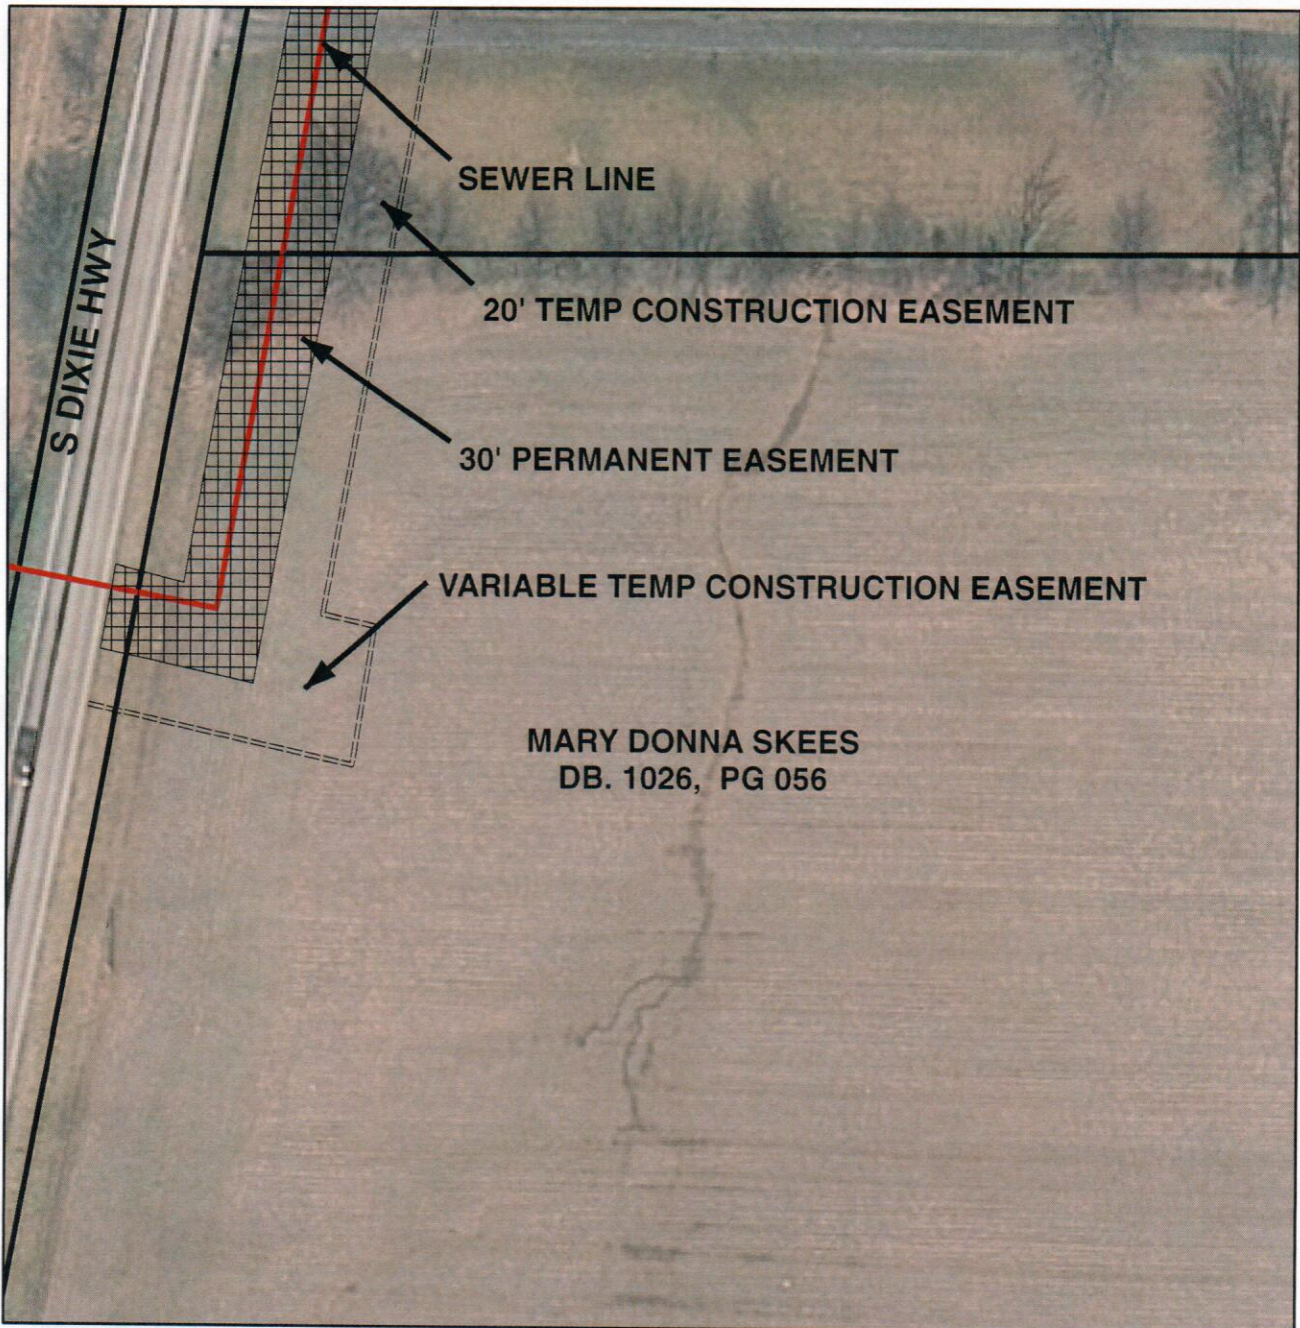 SEWER LINE
S DIXIE HWY
20' TEMP CONSTRUCTION EASEMENT
30' PERMANENT EASEMENT
VARIABLE TEMP CONSTRUCTION EASEMENT
MARY DONNA SKEES
DB. 1026, PG 056